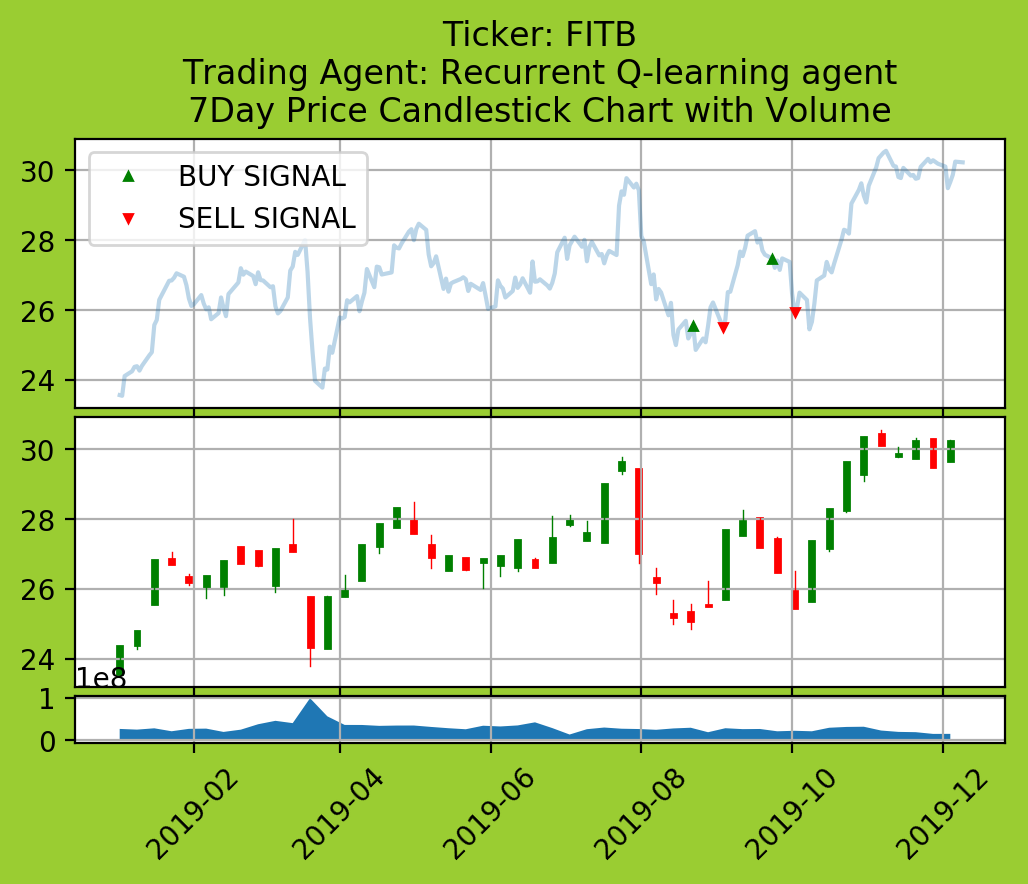 Ticker: FITB
Trading Agent: Recurrent Q-learning agent
7Day Price Candlestick Chart with Volume
BUY SIGNAL
SELL SIGNAL
30
28
26
24
30
28
26
24
1e8
1
0
2019-02
2019-04
2019-06
2019-08
2019-10
2019-12